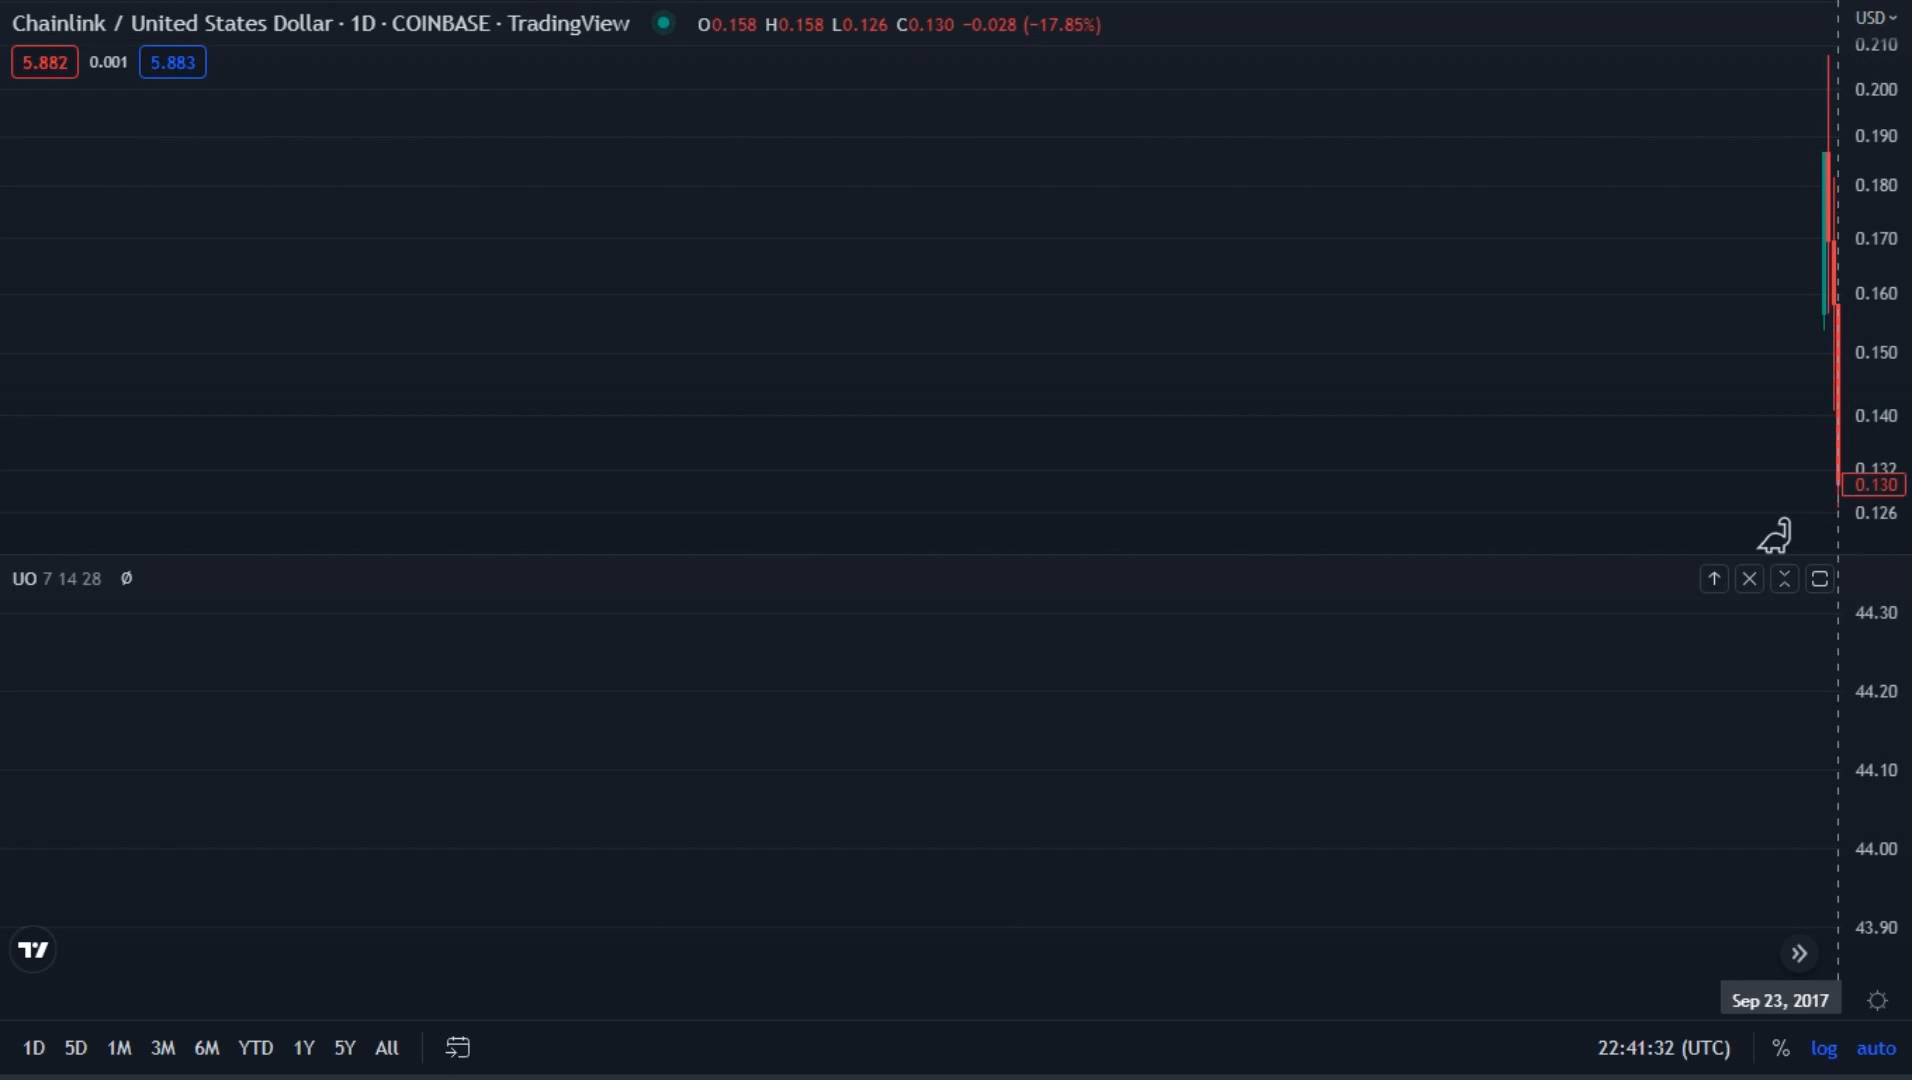 Chainlink / United States Dollar · 1D · COINBASE · TradingView O0.158 H0.158 L0.126 C0.130 −0.028 (−17.85%)
USD
0.210
5.882 0.001 5.883
0.200
0.190
0.180
0.170
0.160
0.150
0.140
0.132
0.130
0.126
UO 7 14 28 Ø
44.30
44.20
44.10
44.00
43.90
Sep 23, 2017
1D 5D 1M 3M 6M YTD 1Y 5Y All 22:41:32 (UTC) % log auto